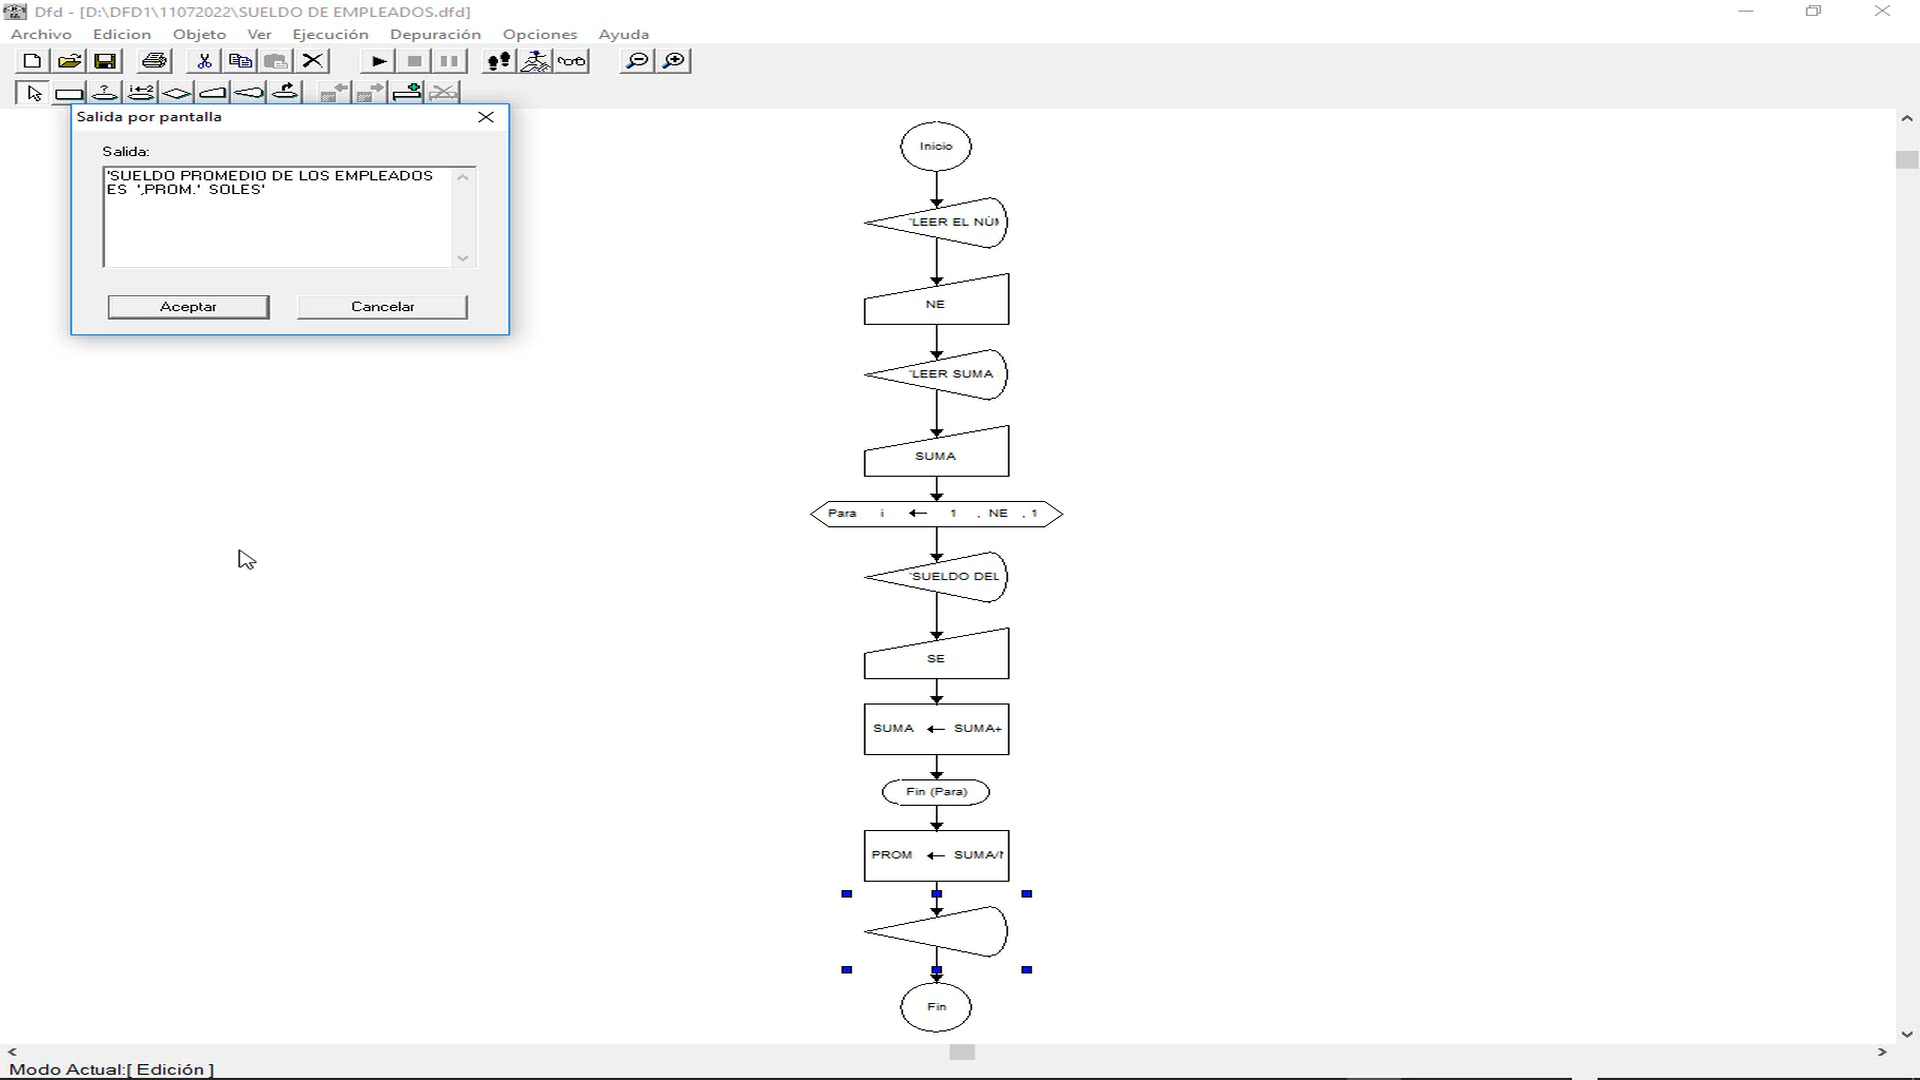 Dfd - [D:\DFD1\11072022\SUELDO DE EMPLEADOS.dfd]
Archivo Edicion Objeto Ver Ejecución Depuración Opciones Ayuda
Salida por pantalla
Salida:
'SUELDO PROMEDIO DE LOS EMPLEADOS
ES ',PROM.' SOLES'
Aceptar Cancelar
Inicio
'LEER EL NÚM
NE
'LEER SUMA
SUMA
Para i ← 1 , NE , 1
'SUELDO DEL
SE
SUMA ← SUMA+
Fin (Para)
PROM ← SUMA/
Fin
Modo Actual:[ Edición ]